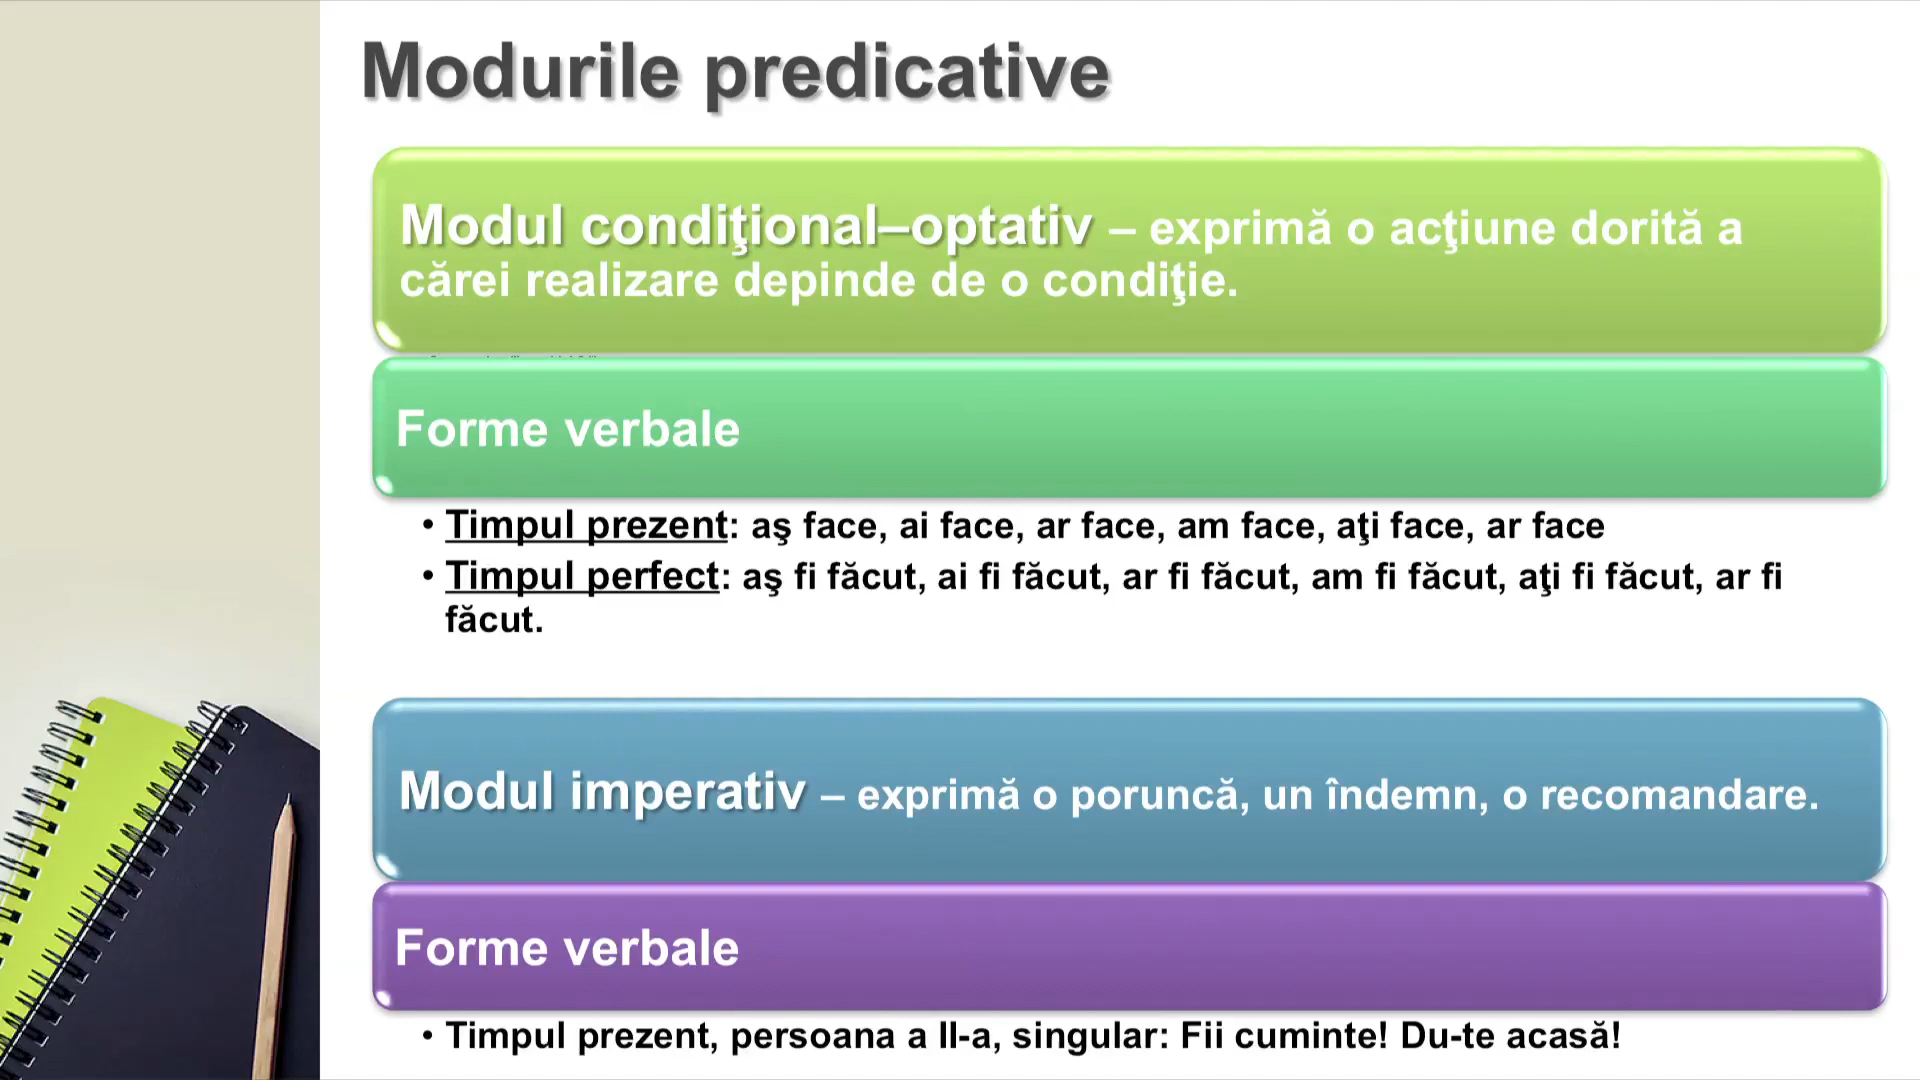 Modurile predicative
Modul condiţional–optativ – exprimă o acţiune dorită a
cărei realizare depinde de o condiţie.
Forme verbale
• Timpul prezent: aş face, ai face, ar face, am face, aţi face, ar face
• Timpul perfect: aş fi făcut, ai fi făcut, ar fi făcut, am fi făcut, aţi fi făcut, ar fi
făcut.
Modul imperativ – exprimă o poruncă, un îndemn, o recomandare.
Forme verbale
• Timpul prezent, persoana a II-a, singular: Fii cuminte! Du-te acasă!